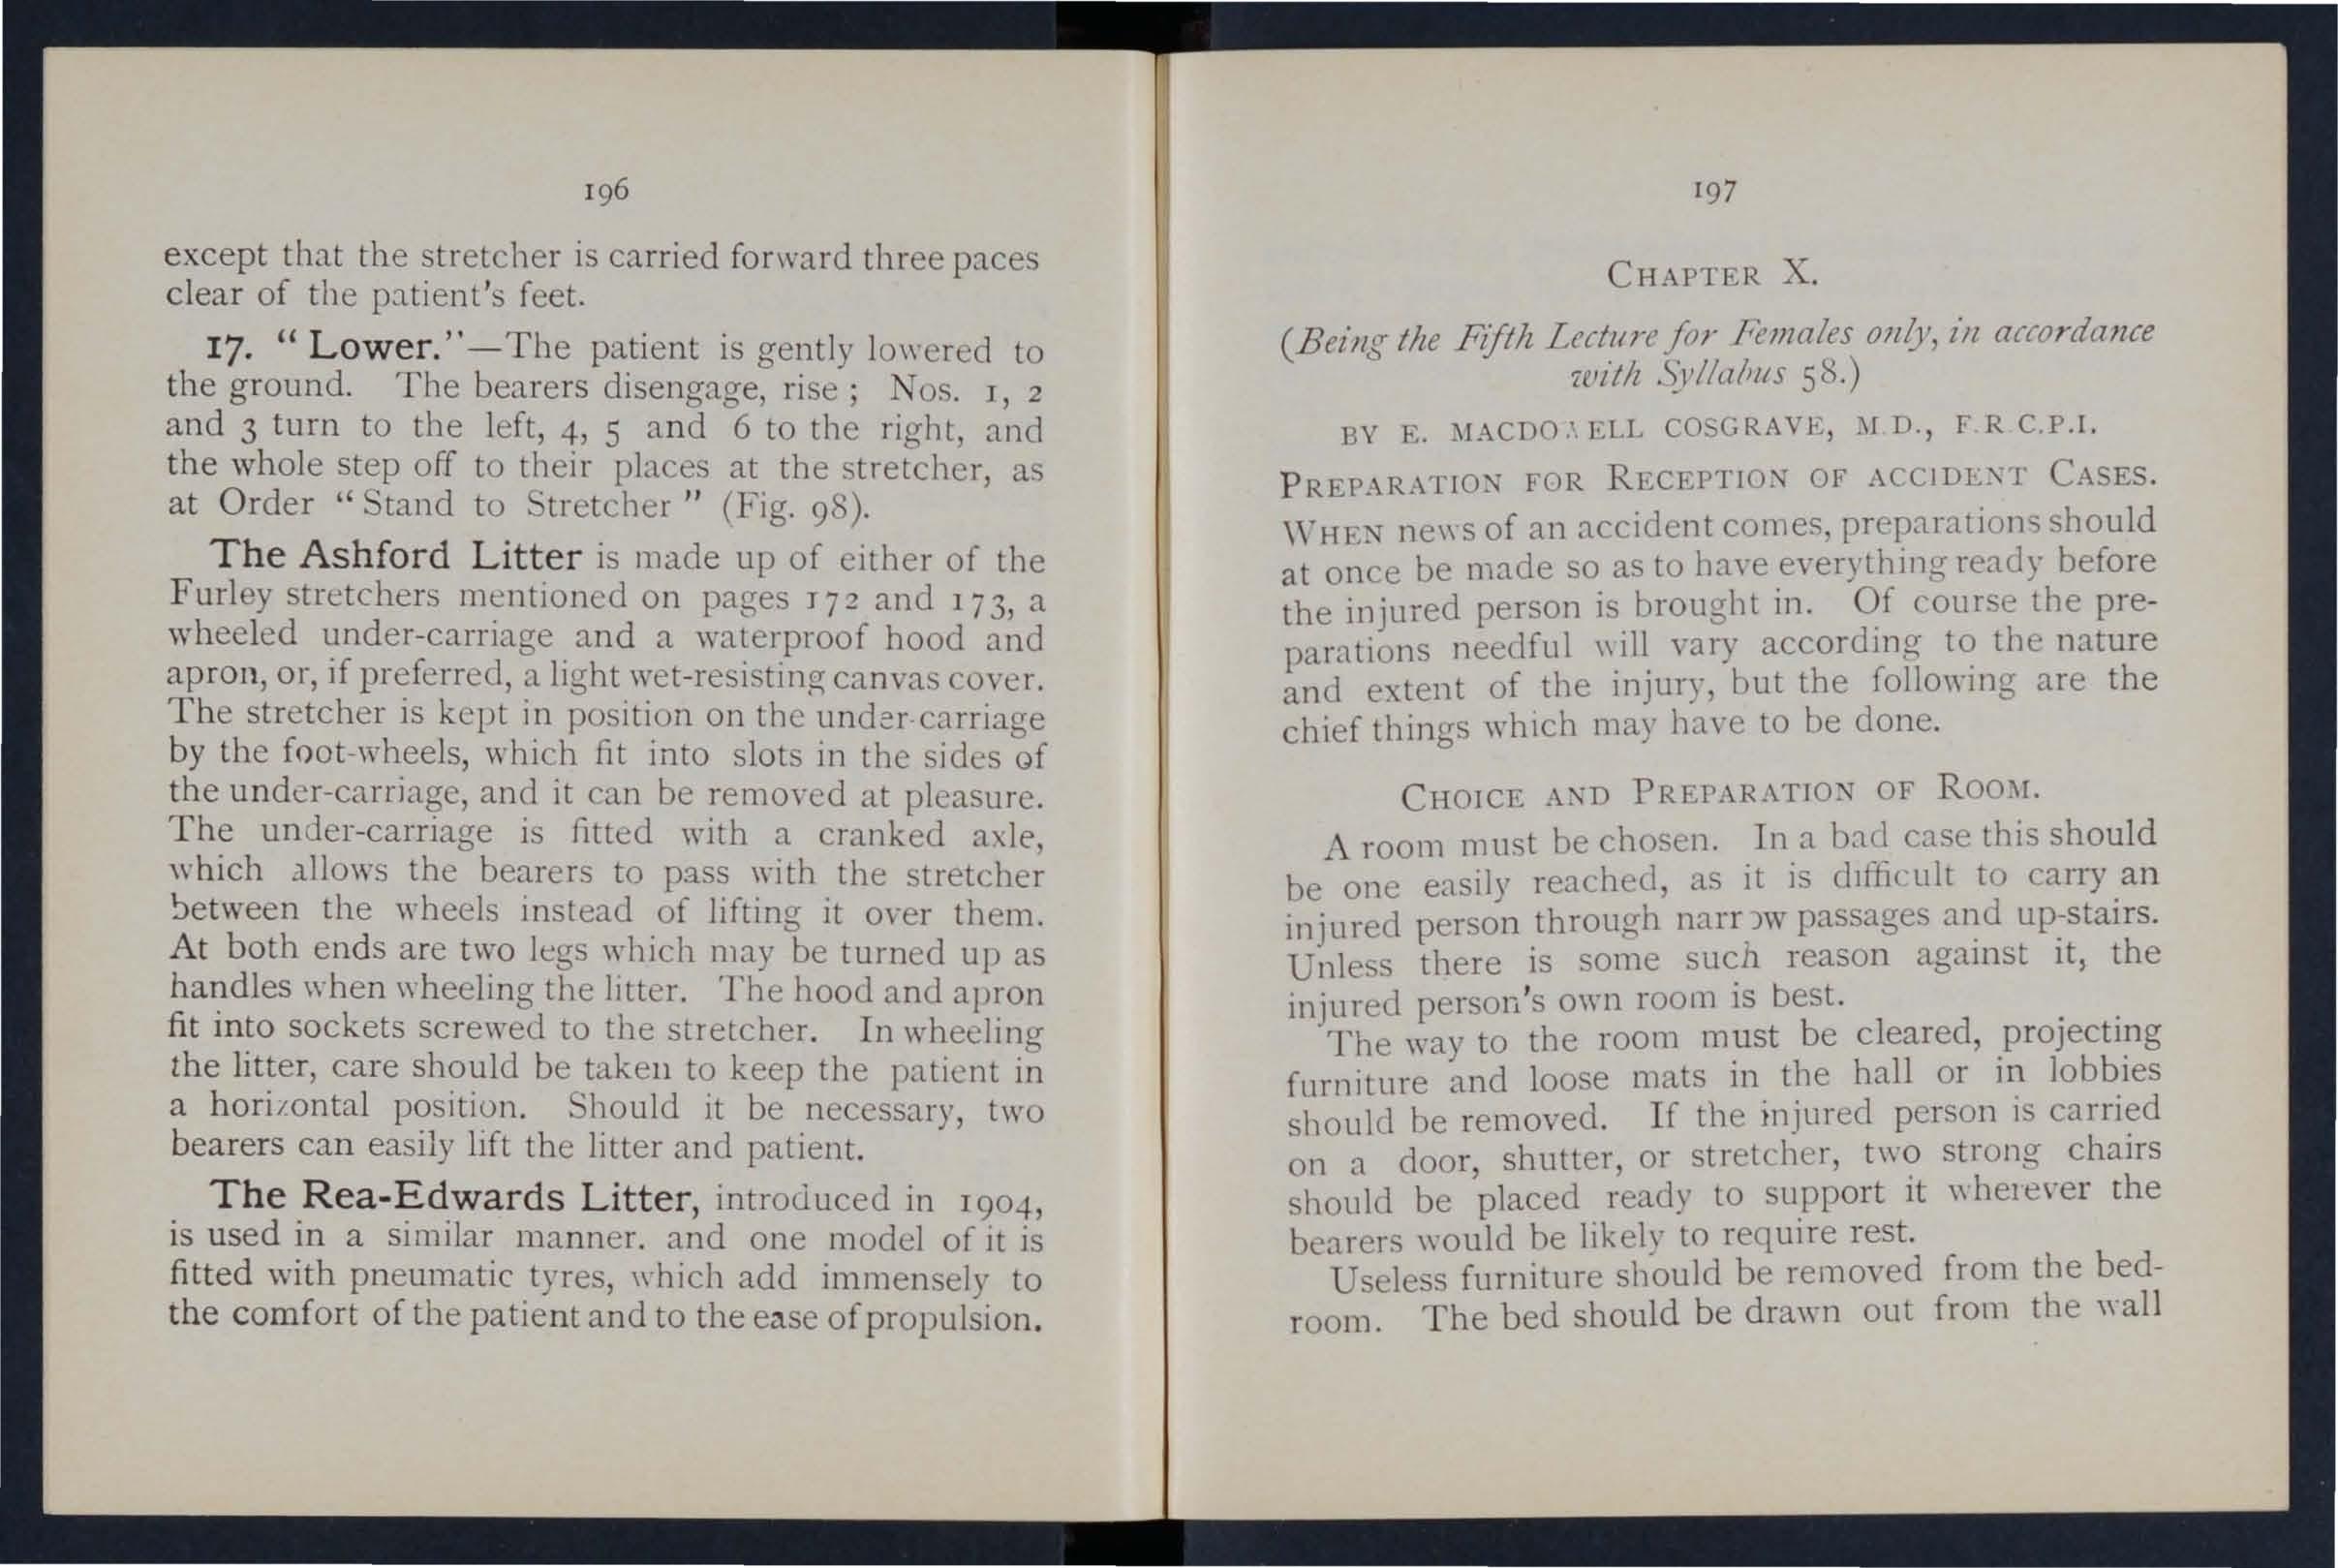 196
except that the stretcher is carried forward three paces
clear of the patient's feet.
17. "Lower."—The patient is gently lowered to
the ground. The bearers disengage, rise; Nos. 1, 2
and 3 turn to the left, 4, 5 and 6 to the right, and
the whole step off to their places at the stretcher, as
at Order "Stand to Stretcher" (Fig. 98).
The Ashford Litter is made up of either of the
Furley stretchers mentioned on pages 172 and 173, a
wheeled under-carriage and a waterproof hood and
apron, or, if preferred, a light wet-resisting canvas cover.
The stretcher is kept in position on the under-carriage
by the foot-wheels, which fit into slots in the sides of
the under-carriage, and it can be removed at pleasure.
The under-carriage is fitted with a cranked axle,
which allows the bearers to pass with the stretcher
between the wheels instead of lifting it over them.
At both ends are two legs which may be turned up as
handles when wheeling the litter. The hood and apron
fit into sockets screwed to the stretcher. In wheeling
the litter, care should be taken to keep the patient in
a horizontal position. Should it be necessary, two
bearers can easily lift the litter and patient.
The Rea-Edwards Litter, introduced in 1904,
is used in a similar manner. and one model of it is
fitted with pneumatic tyres, which add immensely to
the comfort of the patient and to the ease of propulsion.
197
CHAPTER X.
(Being the Fifth Lecture for Females only, in accordance
with Syllabus 58.)
BY E. MACDOWELL COSGRAVE, M.D., F.R.C.P.I.
PREPARATION FOR RECEPTION OF ACCIDENT CASES.
WHEN news of an accident comes, preparations should
at once be made so as to have everything ready before
the injured person is brought in. Of course the pre-
parations needful will vary according to the nature
and extent of the injury, but the following are the
chief things which may have to be done.
CHOICE AND PREPARATION OF ROOM.
A room must be chosen. In a bad case this should
be one easily reached, as it is difficult to carry an
injured person through narrow passages and up-stairs.
Unless there is some such reason against it, the
injured person's own room is best.
The way to the room must be cleared, projecting
furniture and loose mats in the hall or in lobbies
should be removed. If the injured person is carried
on a door, shutter, or stretcher, two strong chairs
should be placed ready to support it wherever the
bearers would be likely to require rest.
Useless furniture should be removed from the bed-
room. The bed should be drawn out from the wall